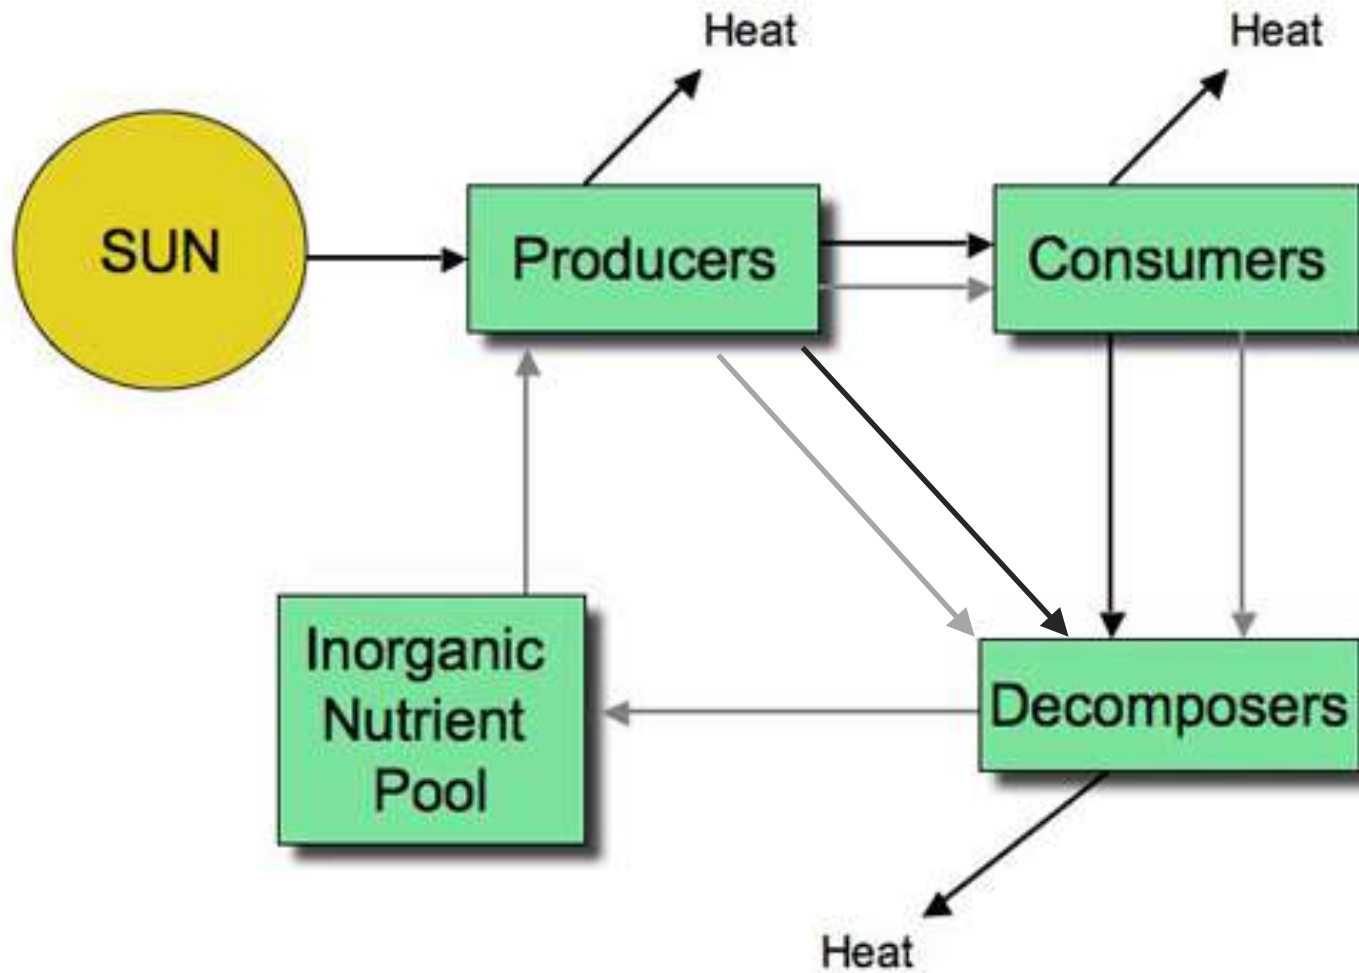 Heat
Heat
SUN
Producers
Consumers
Inorganic
Nutrient
Pool
Decomposers
Heat